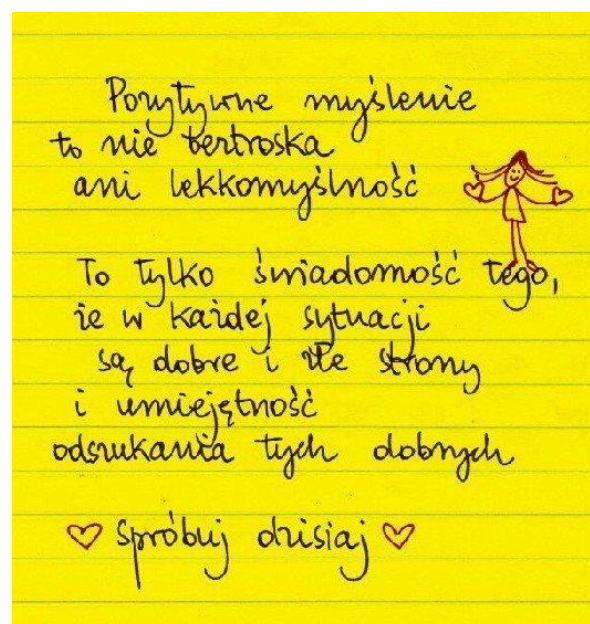 Pozytywne myślenie
to nie beztroska
ani lekkomyślność
To tylko świadomość tego,
że w każdej sytuacji
są dobre i złe strony
i umiejętność
odszukania tych dobrych
spróbuj dzisiaj